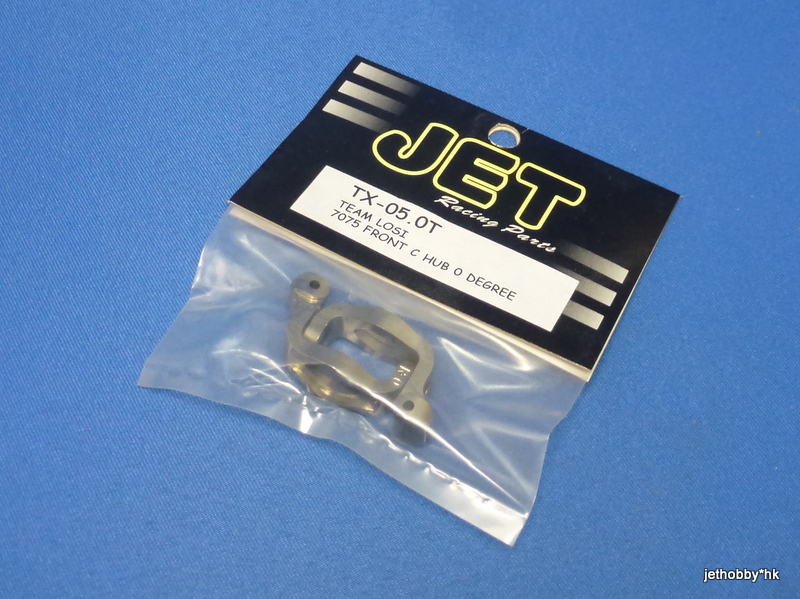 JET
Racing Parts
TX-05.0T
TEAM LOSI
7075 FRONT C HUB 0 DEGREE
jethobby*hk